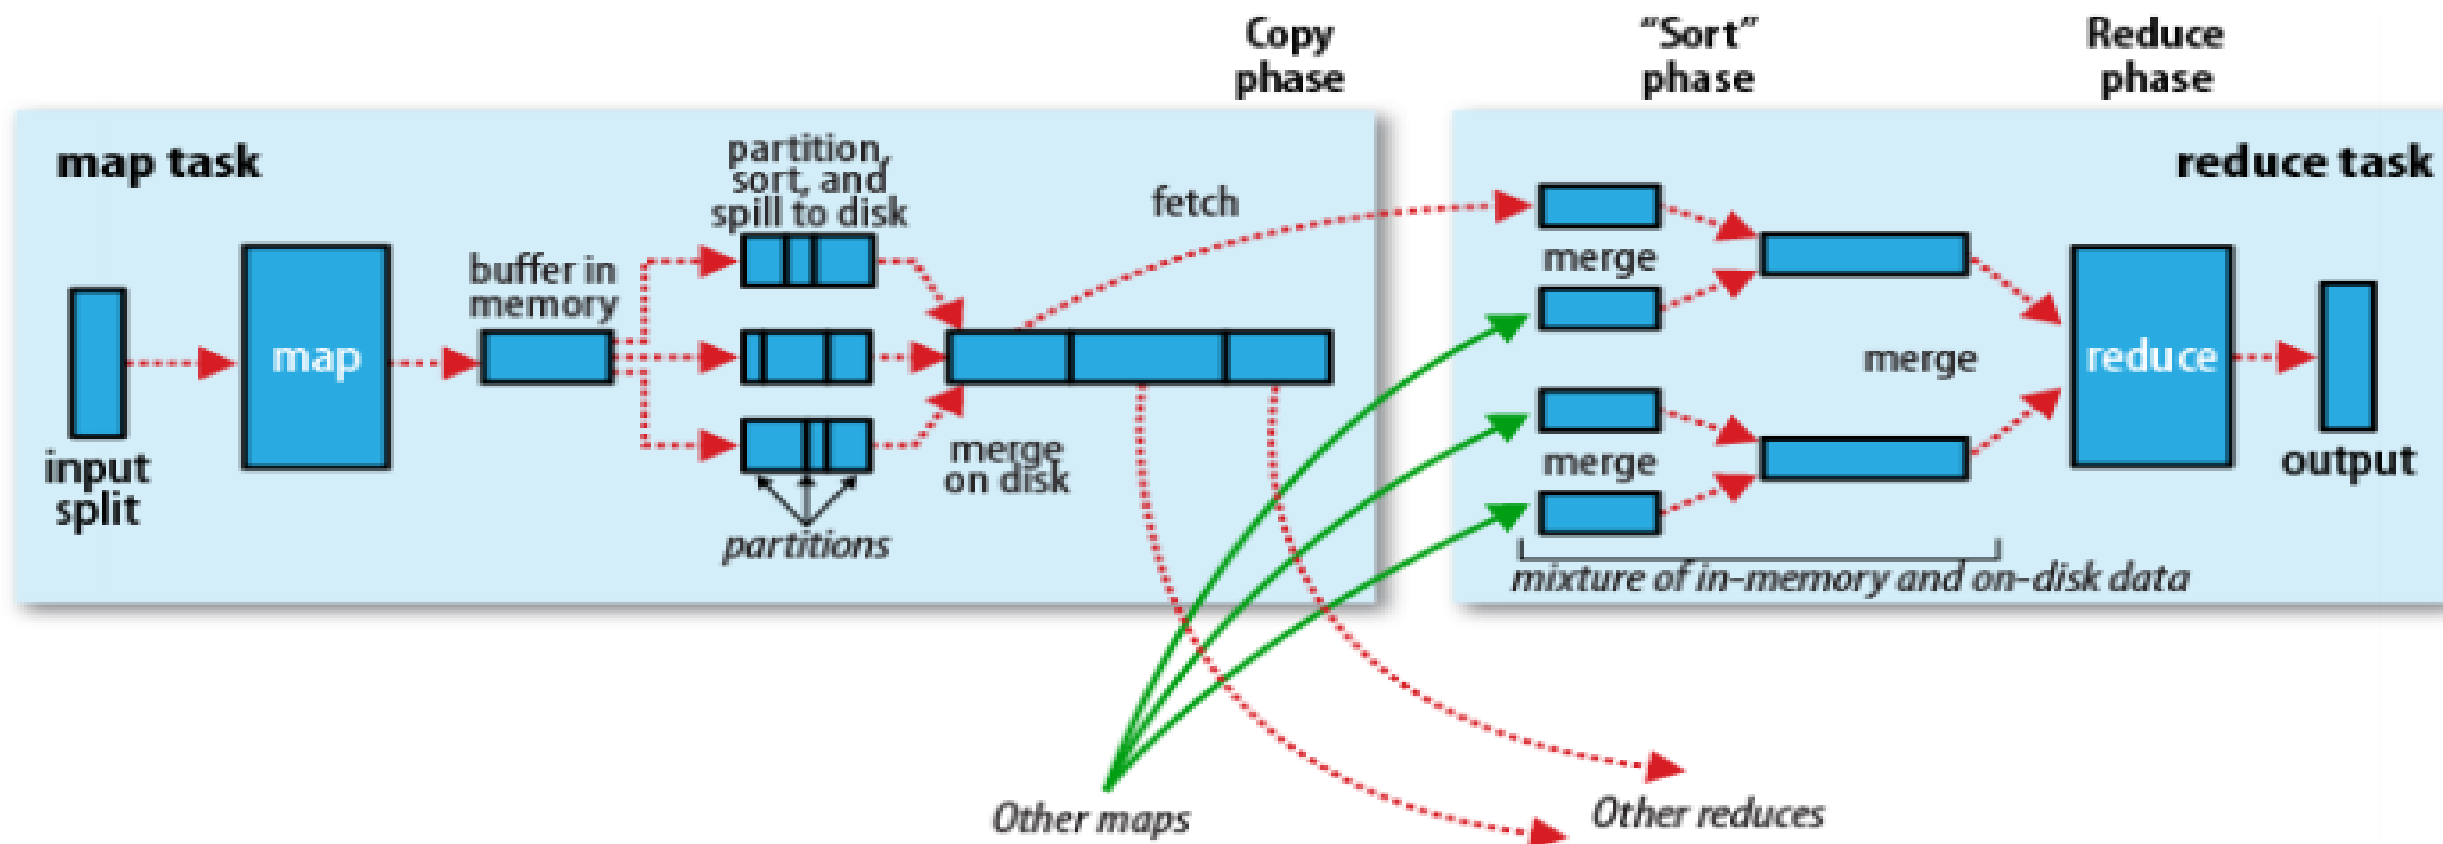 Copy
phase
“Sort”
phase
Reduce
phase
map task
reduce task
partition,
sort, and
spill to disk
fetch
buffer in
memory
merge
map
merge
reduce
input
split
merge
on disk
merge
output
partitions
mixture of in-memory and on-disk data
Other maps
Other reduces